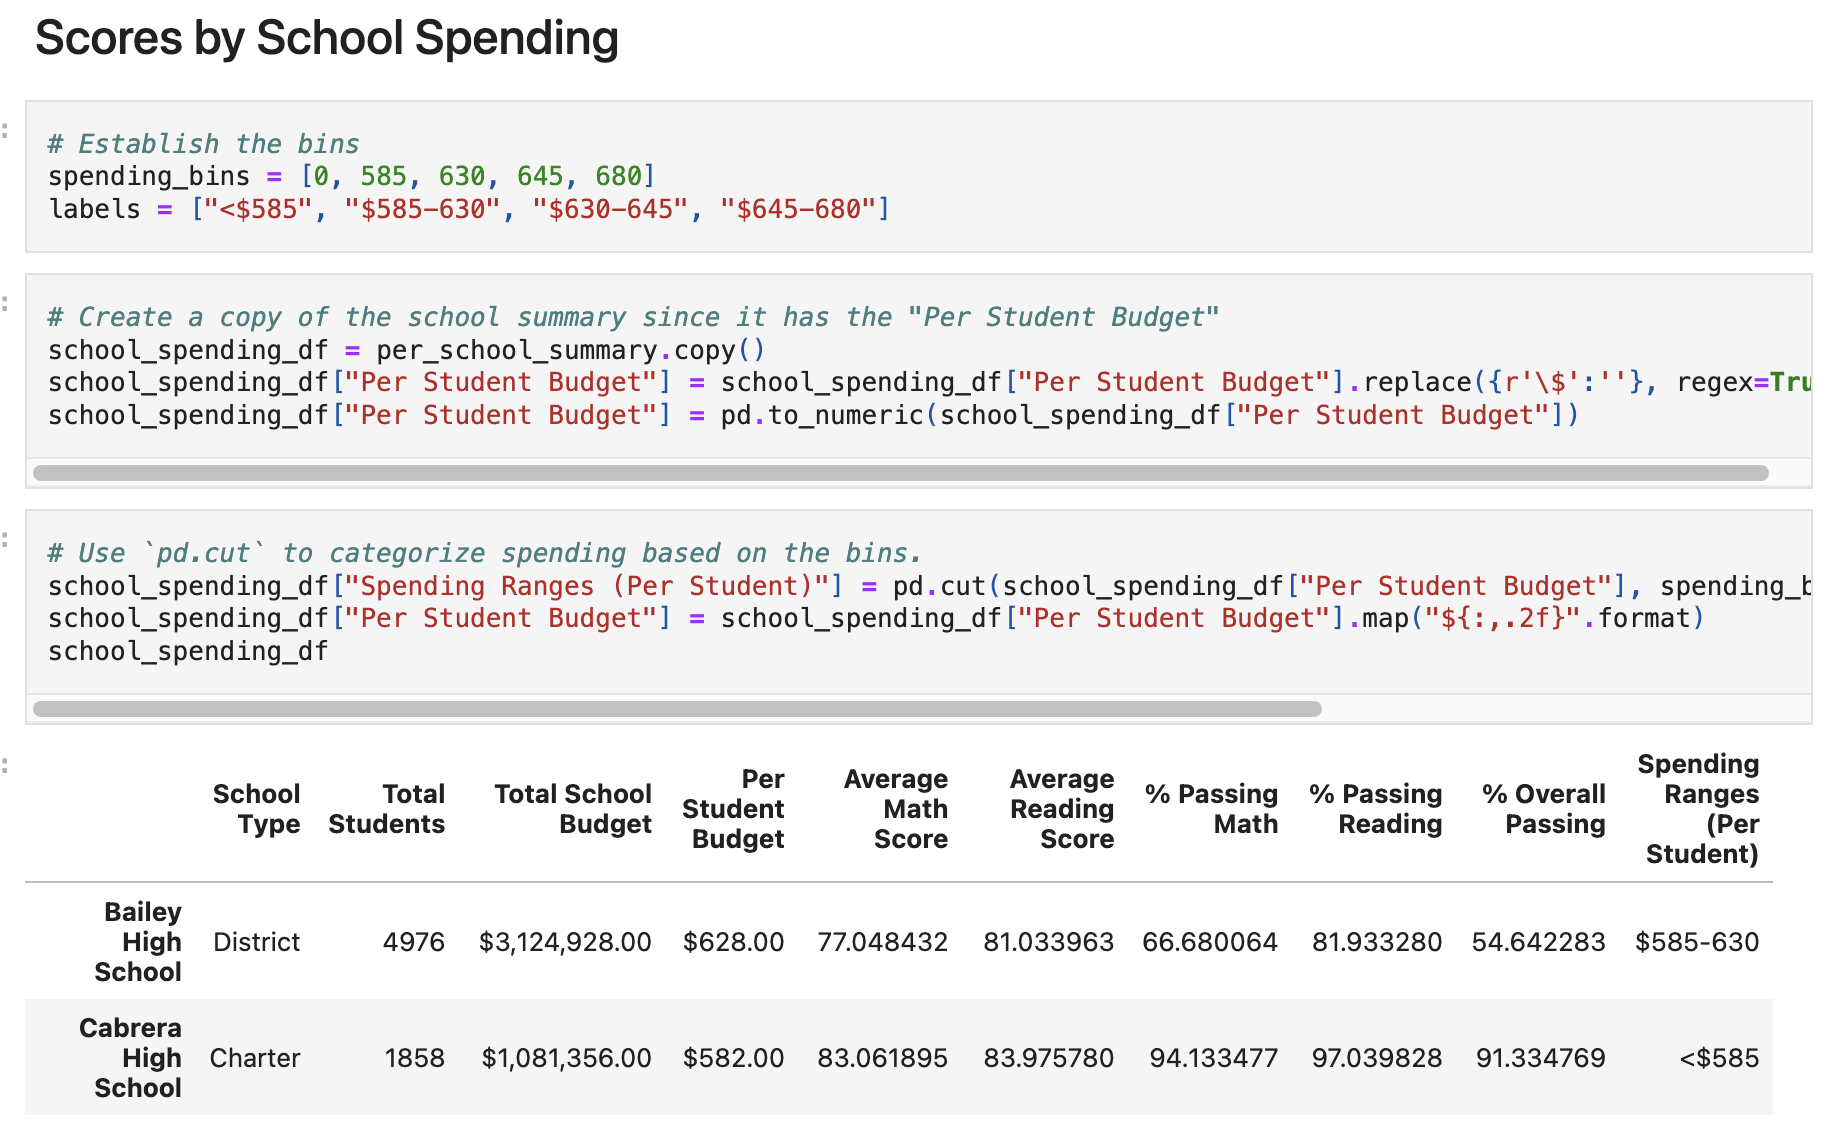 Scores by School Spending
# Establish the bins
spending_bins = [0, 585, 630, 645, 680]
labels = ["<$585", "$585-630", "$630-645", "$645-680"]
# Create a copy of the school summary since it has the "Per Student Budget"
school_spending_df = per_school_summary.copy()
school_spending_df["Per Student Budget"] = school_spending_df["Per Student Budget"].replace({r'\$':''}, regex=Tru
school_spending_df["Per Student Budget"] = pd.to_numeric(school_spending_df["Per Student Budget"])
# Use `pd.cut` to categorize spending based on the bins.
school_spending_df["Spending Ranges (Per Student)"] = pd.cut(school_spending_df["Per Student Budget"], spending_b
school_spending_df["Per Student Budget"] = school_spending_df["Per Student Budget"].map("${:,.2f}".format)
school_spending_df
School Type Total Students Total School Budget Per Student Budget Average Math Score Average Reading Score % Passing Math % Passing Reading % Overall Passing Spending Ranges (Per Student)
Bailey High School District 4976 $3,124,928.00 $628.00 77.048432 81.033963 66.680064 81.933280 54.642283 $585-630
Cabrera High School Charter 1858 $1,081,356.00 $582.00 83.061895 83.975780 94.133477 97.039828 91.334769 <$585